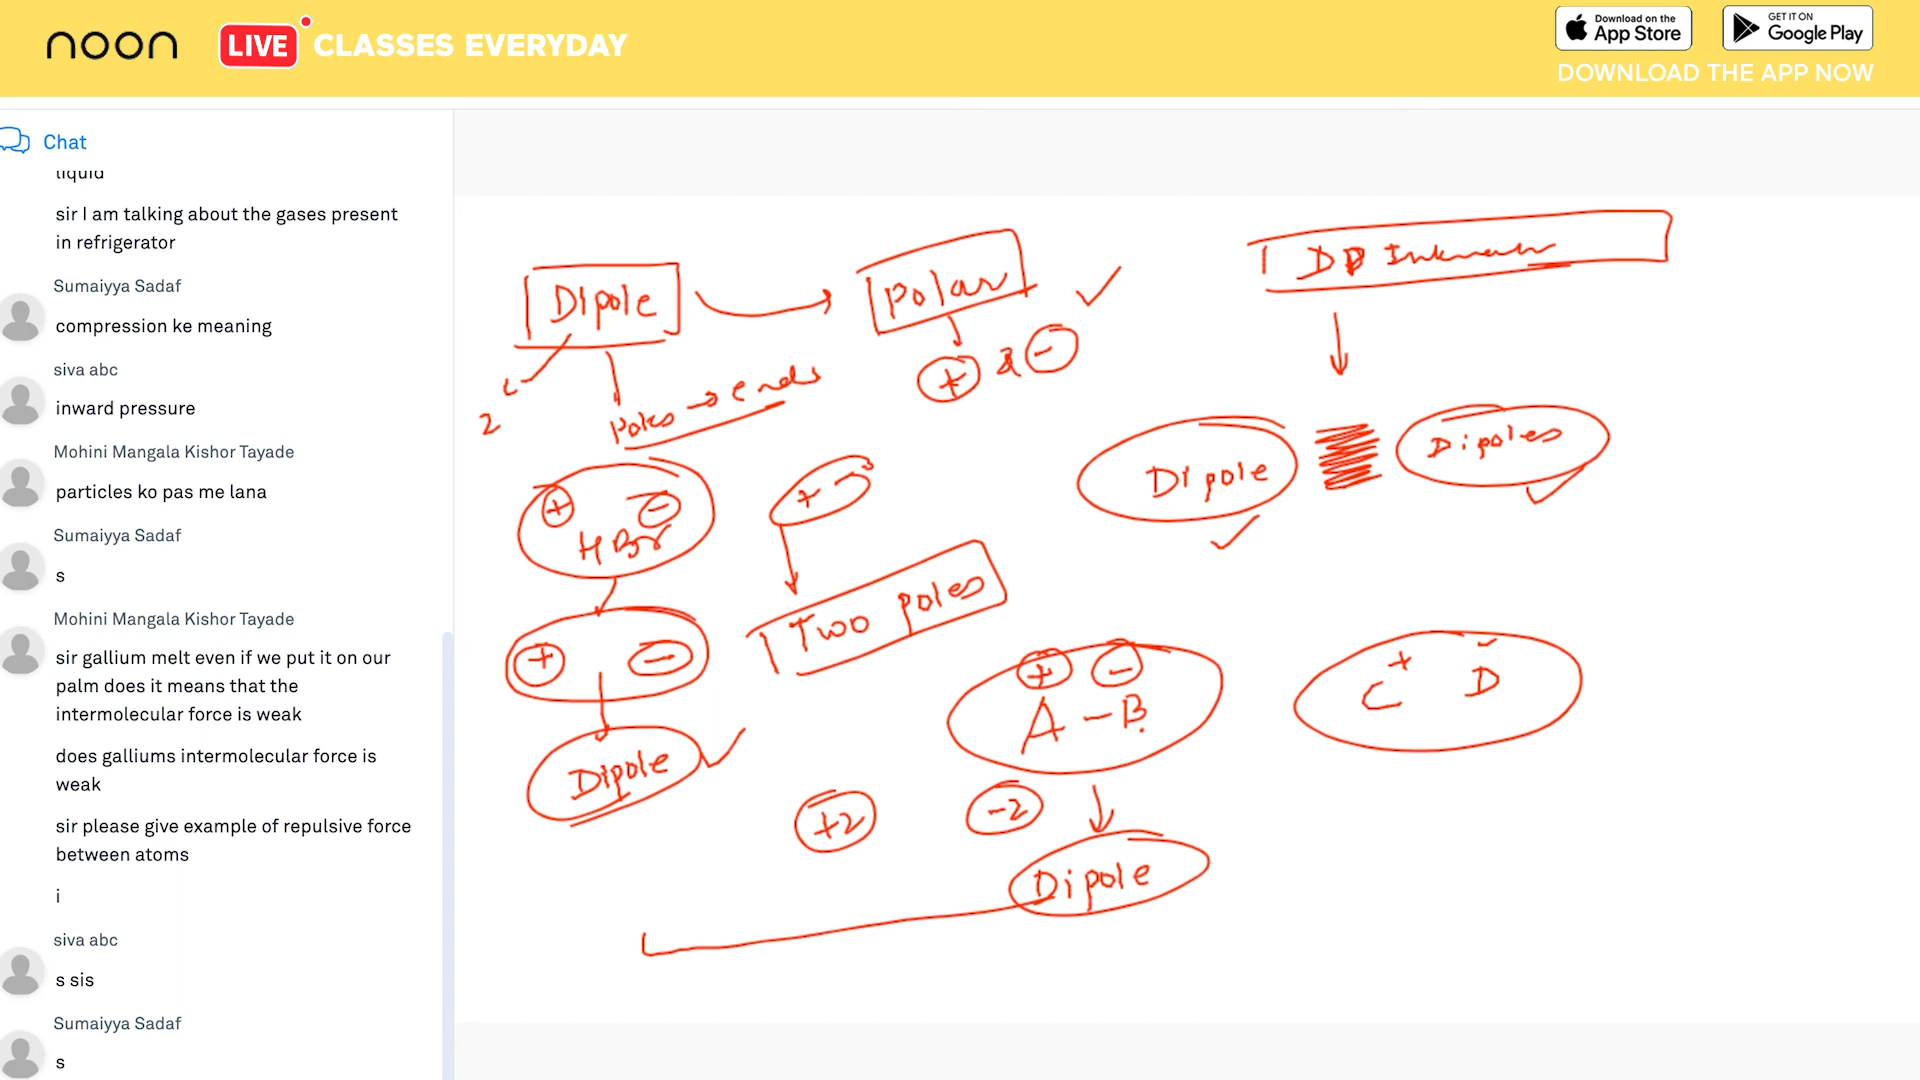 noon LIVE CLASSES EVERYDAY
Download on the
App Store
GET IT ON
Google Play
DOWNLOAD THE APP NOW
Chat
liquid
sir I am talking about the gases present
in refrigerator
Sumaiyya Sadaf
compression ke meaning
siva abc
inward pressure
Mohini Mangala Kishor Tayade
particles ko pas me lana
Sumaiyya Sadaf
s
Mohini Mangala Kishor Tayade
sir gallium melt even if we put it on our
palm does it means that the
intermolecular force is weak
does galliums intermolecular force is
weak
sir please give example of repulsive force
between atoms
i
siva abc
s sis
Sumaiyya Sadaf
s
Dipole
Polar
+ & -
2
Poles → ends
+ -
HBr
+ -
Two poles
+ -
Dipole
Dipole
Dipoles
+ -
A - B
C+ D-
+2
-2
Dipole